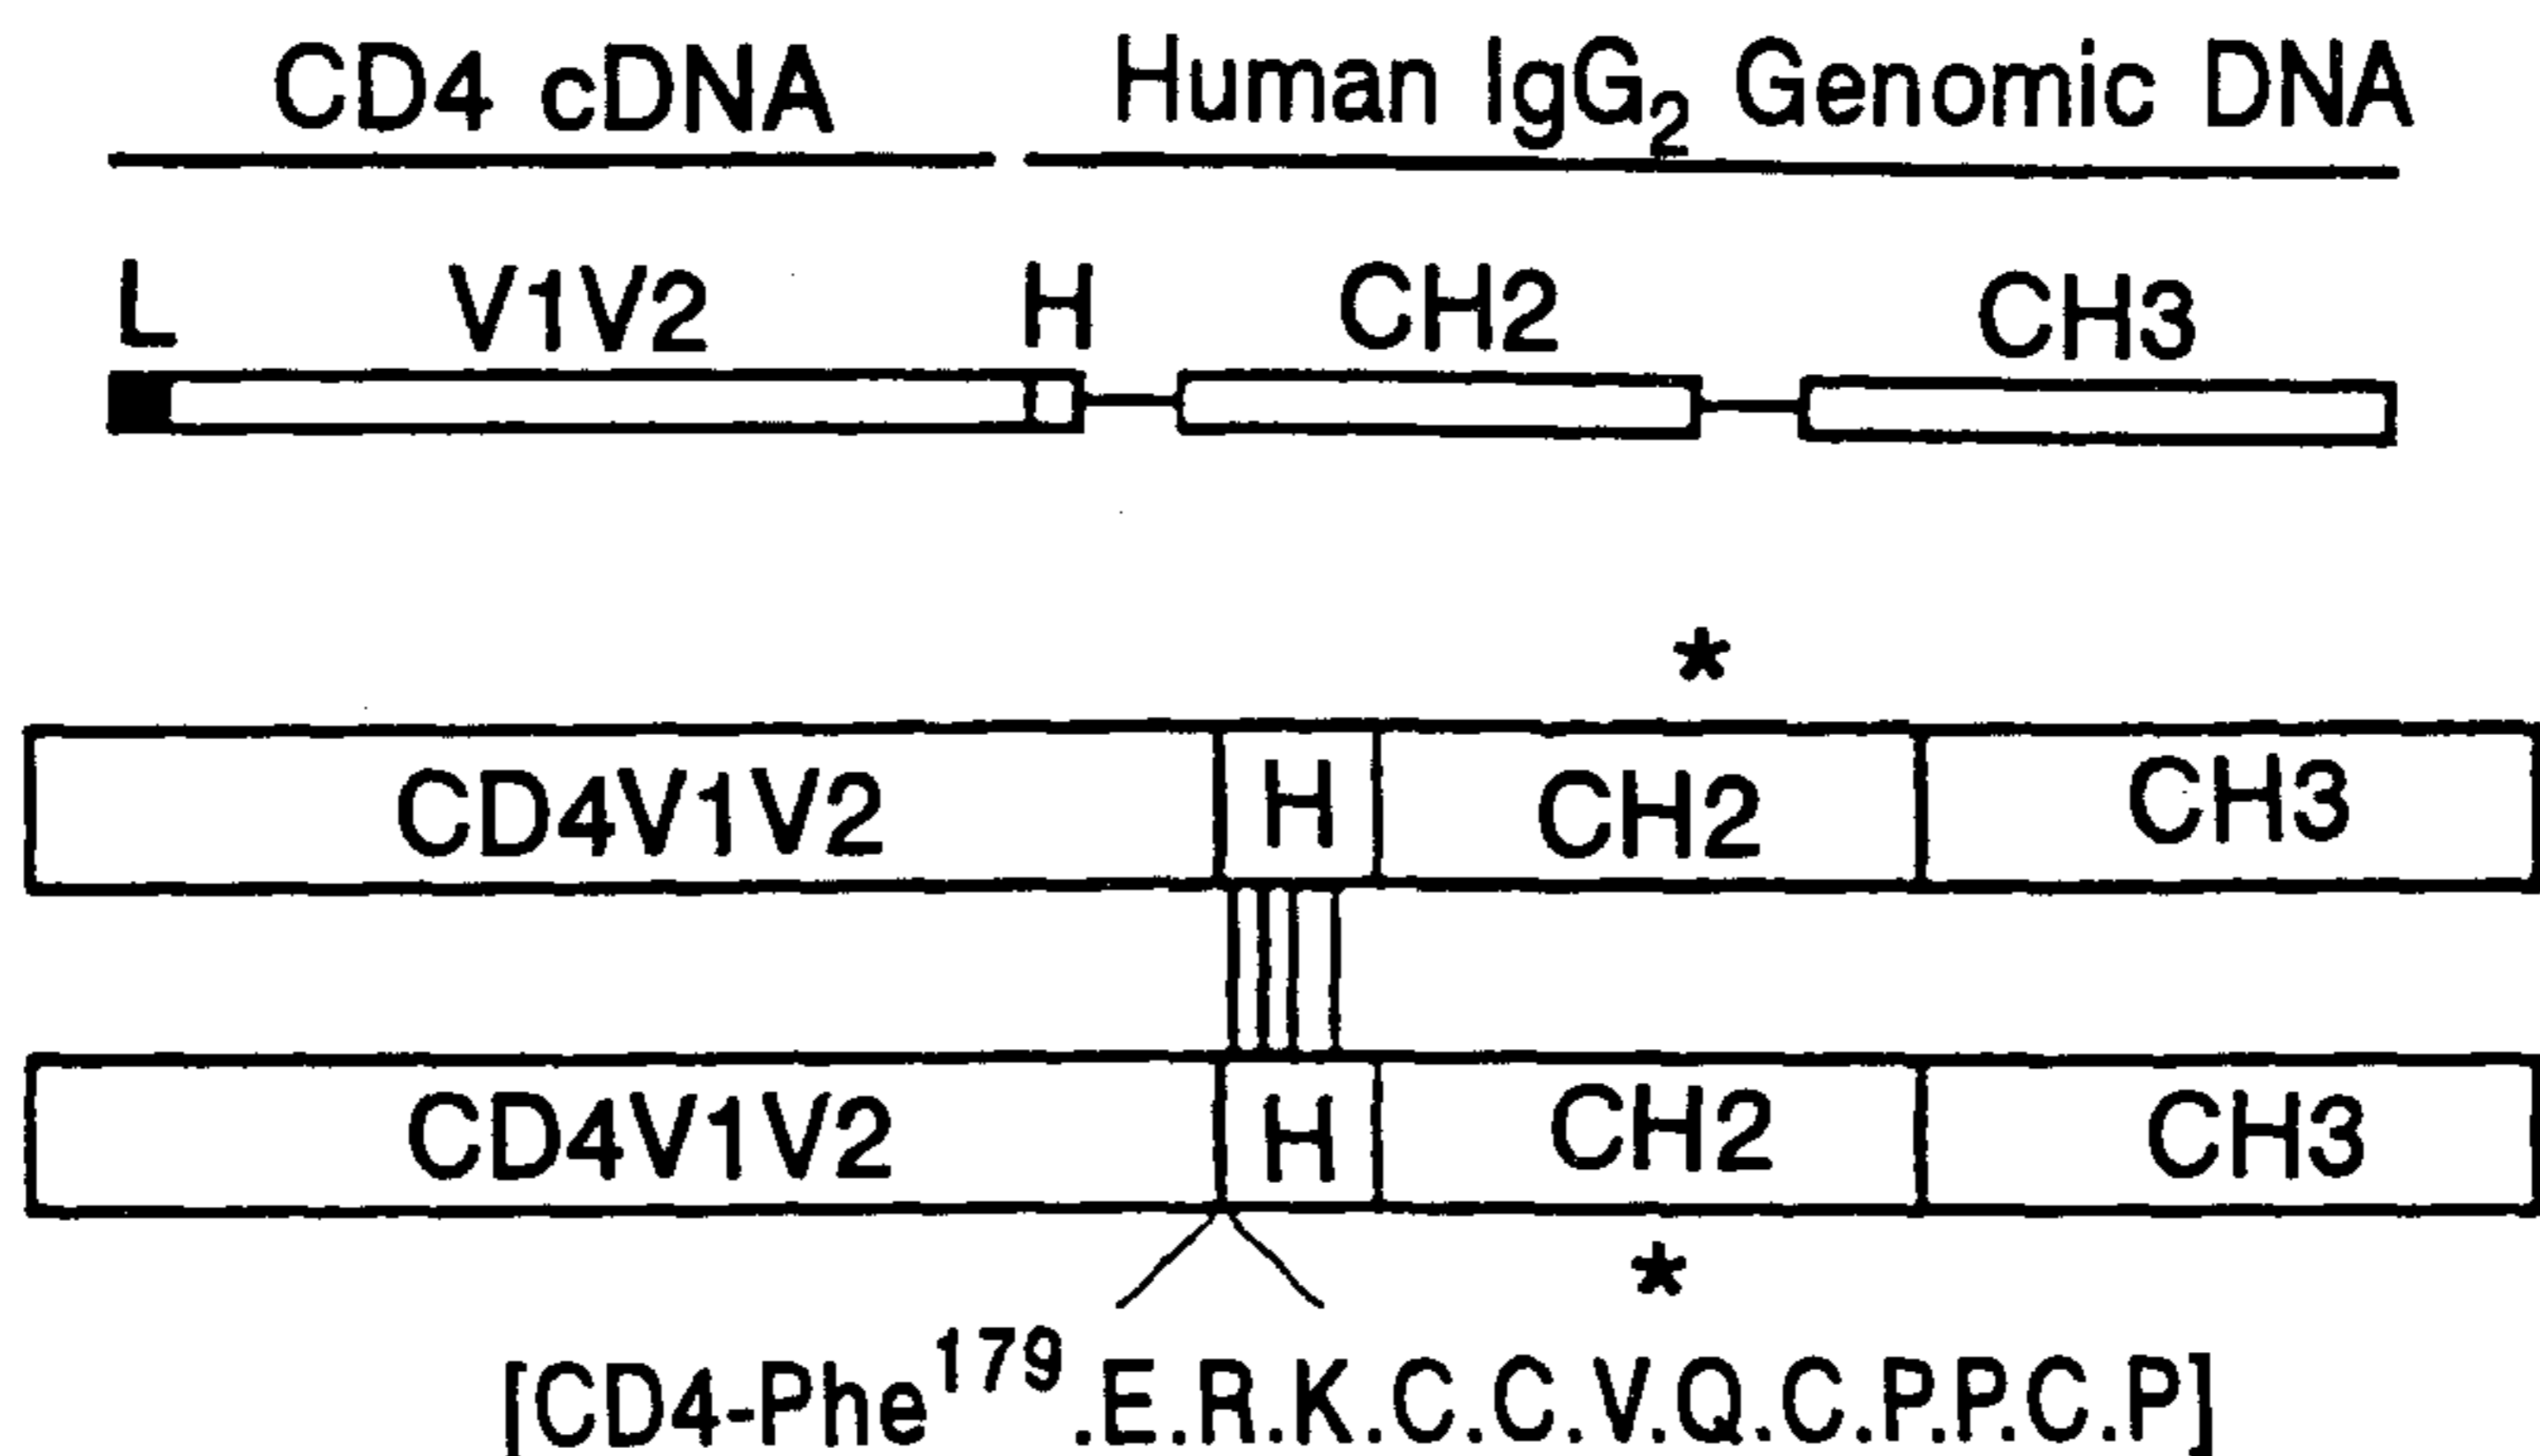 CD4 cDNA Human IgG₂ Genomic DNA
L V1V2 H CH2 CH3
*
CD4V1V2 H CH2 CH3
CD4V1V2 H CH2 CH3
*
[CD4-Phe¹⁷⁹.E.R.K.C.C.V.Q.C.P.P.C.P]